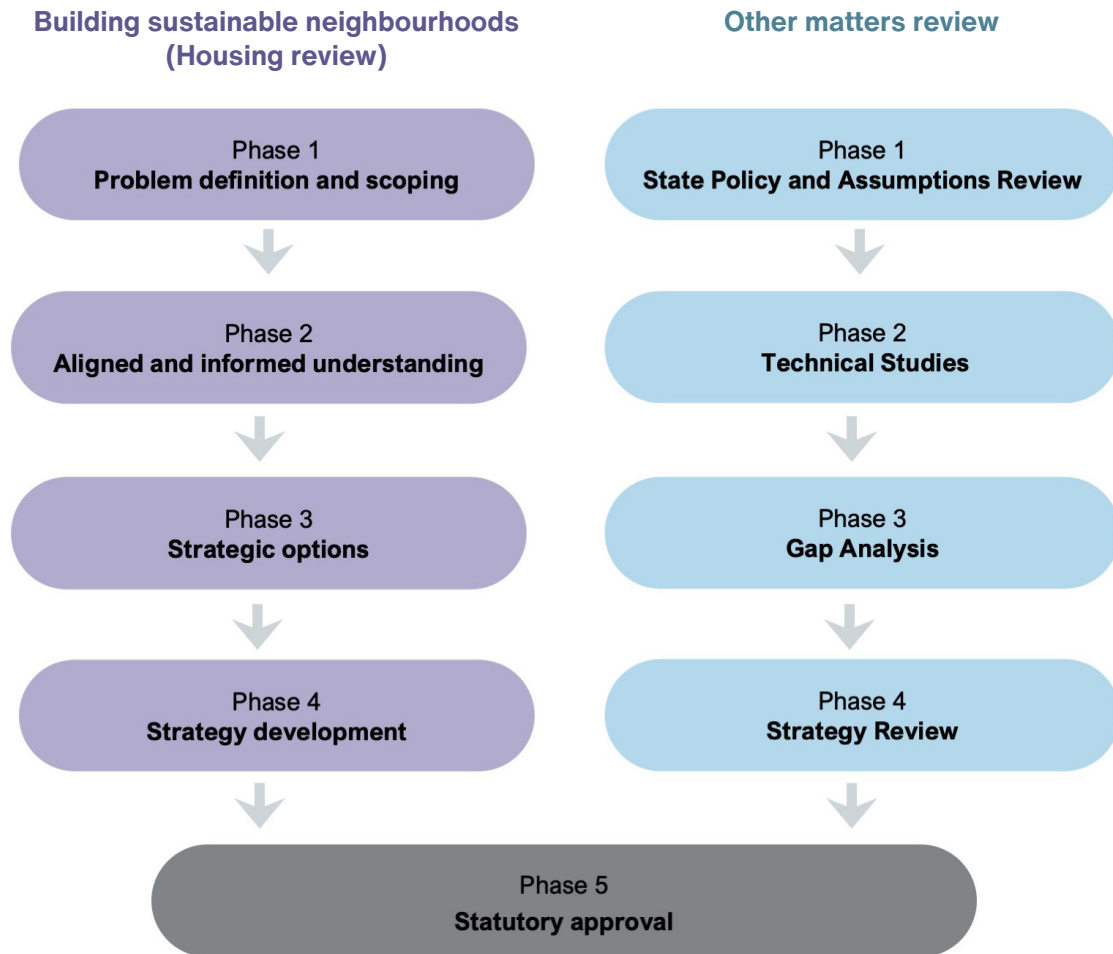 Building sustainable neighbourhoods
(Housing review)
Other matters review
Phase 1
Problem definition and scoping
Phase 1
State Policy and Assumptions Review
Phase 2
Aligned and informed understanding
Phase 2
Technical Studies
Phase 3
Strategic options
Phase 3
Gap Analysis
Phase 4
Strategy development
Phase 4
Strategy Review
Phase 5
Statutory approval